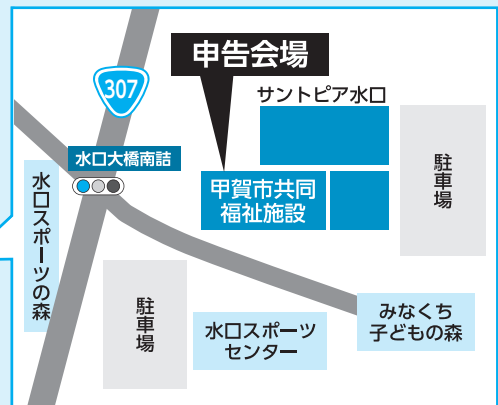 申告会場
307
サントピア水口
水口大橋南詰
駐車場
甲賀市共同
福祉施設
水口スポーツの森
駐車場
水口スポーツ
センター
みなくち
子どもの森